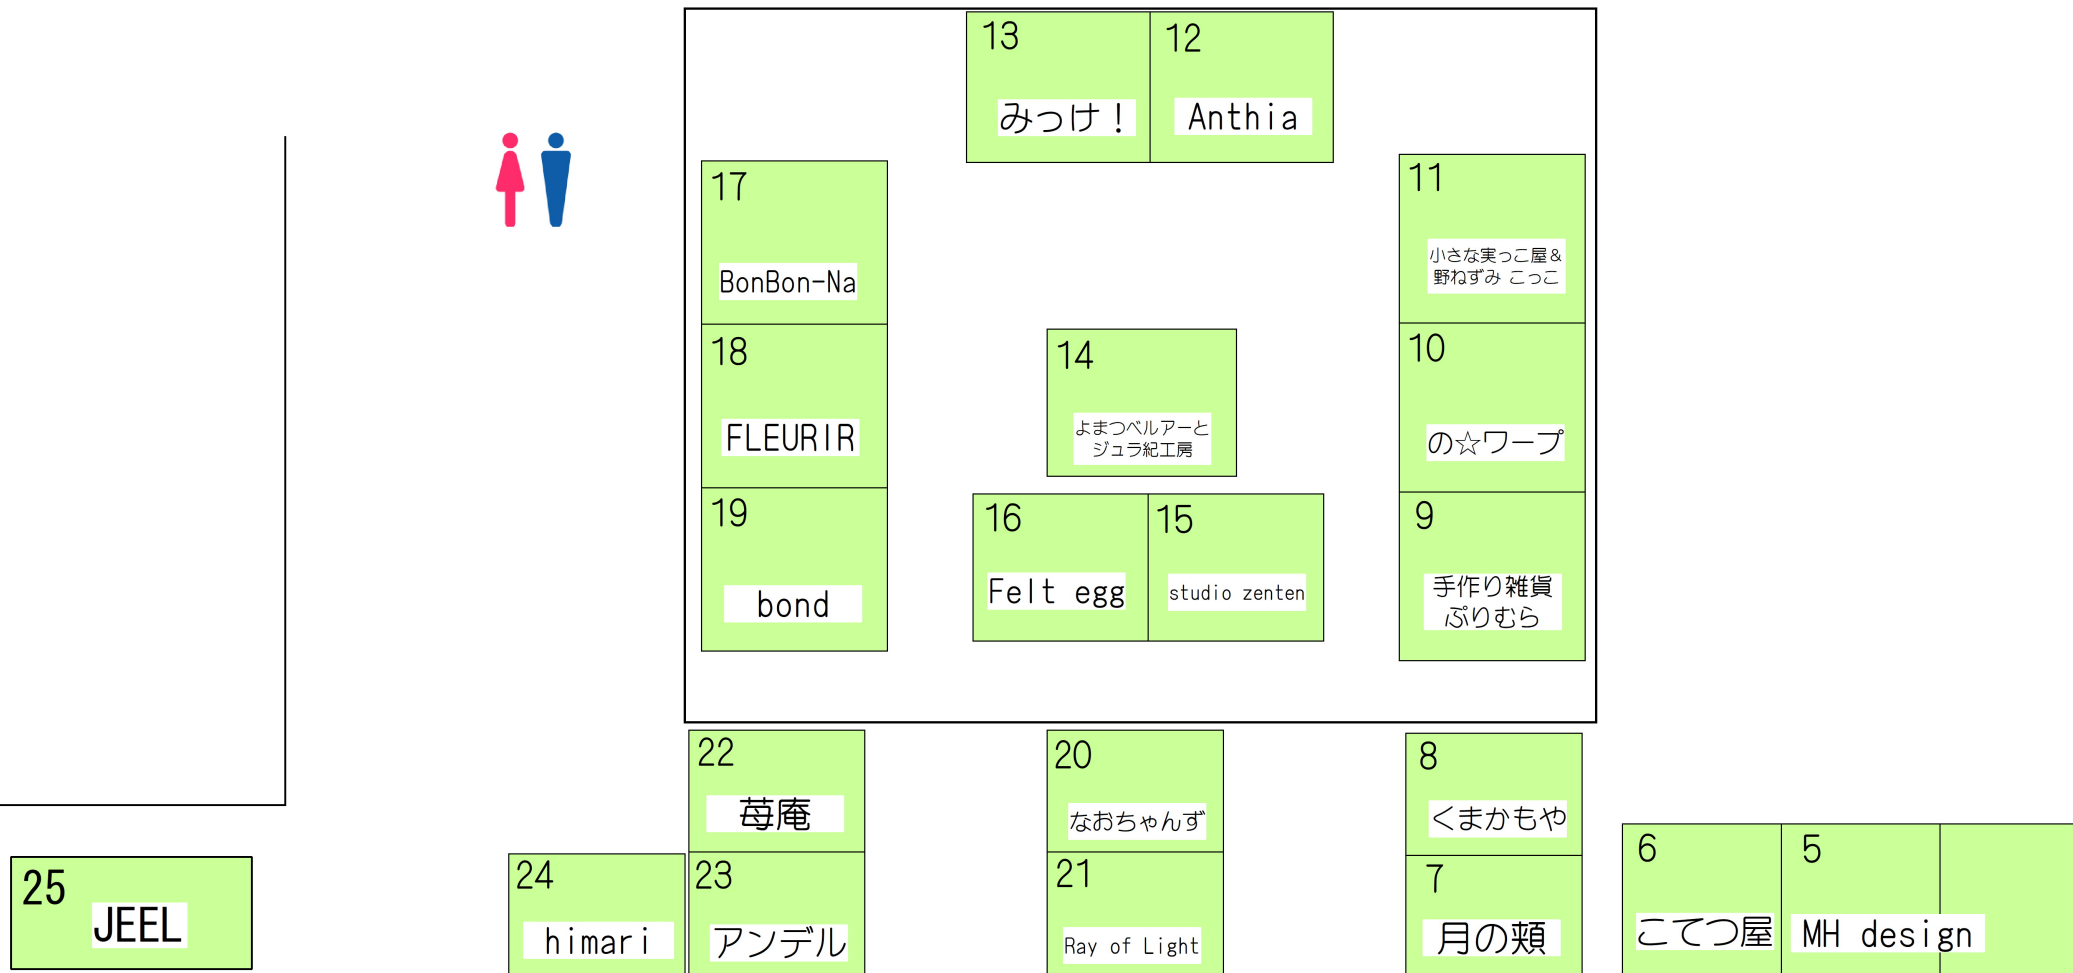 13
みっけ！
12
Anthia
17
BonBon-Na
11
小さな実っこ屋＆
野ねずみ こっこ
18
FLEURIR
14
よまつベルアーと
ジュラ紀工房
10
の☆ワープ
19
bond
16
Felt egg
15
studio zenten
9
手作り雑貨
ぷりむら
22
苺庵
20
なおちゃんず
8
くまかもや
25
JEEL
24
himari
23
アンデル
21
Ray of Light
7
月の頬
6
こてつ屋
5
MH design